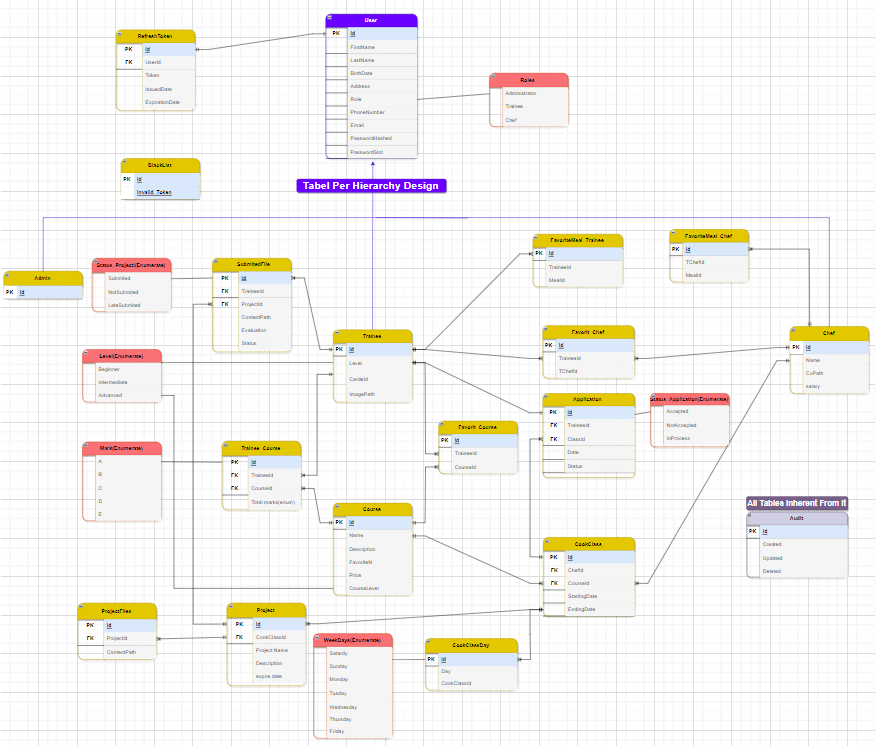 User
PK Id
FirstName
LastName
BirthDate
Address
Role
PhoneNumber
Email
PasswordHashed
PasswordSlot
RefreshToken
PK Id
FK UserId
Token
IssuedDate
ExpirationDate
Roles
Administrator
Trainee
Chef
BlackList
PK Id
Invalid_Token
Tabel Per Hierarchy Design
Admin
PK Id
Status_Project(Enumerate)
Submited
NotSubmited
LateSubmited
SubmitedFile
PK Id
FK TraineeId
FK ProjectId
ContentPath
Evaluation
Status
FavoriteMeal_Trainee
PK Id
TraineeId
MealId
FavoriteMeal_Chef
PK Id
TChefId
MealId
Trainee
PK Id
Level
CardeId
ImagePath
Favorit_Chef
PK Id
TraineeId
TChefId
Chef
PK Id
Name
CvPath
salary
Level(Enumerate)
Beginner
Intermediate
Advanced
Application
PK Id
FK TraineeId
FK ClassId
Date
Status
Status_Application(Enumerate)
Accepted
NotAccepted
InProcess
Favorit_Course
PK Id
TraineeId
CourseId
Mark(Enumerate)
A
B
C
D
E
Trainee_Course
PK Id
FK TraineeId
FK CourseId
Total marks(enum)
Course
PK Id
Name
Description
FavoriteN
Price
CourseLevel
All Tables Inherent From It
Audit
PK Id
Created
Updated
Deleted
CookClass
PK Id
FK ChefId
FK CourseId
StartingDate
EndingDate
ProjectFiles
PK Id
FK ProjectId
ContentPath
Project
PK Id
FK CookClassId
Project Name
Description
expire date
WeekDays(Enumerate)
Satardy
Sunday
Monday
Tusday
Wednesday
Thursday
Friday
CookClassDay
PK Id
Day
CookClassId